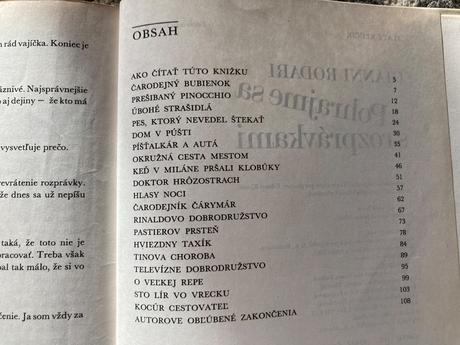 rád vajíčka. Koniec je
áznivé. Najsprávnejšie
aj dejiny — že kto má
vysvetľuje prečo.
evrátenie rozprávky.
že dnes sa už nepíšu
taká, že toto nie je
pracovať. Treba však
pal tak málo, že si vo
čenie. Ja som vždy za
OBSAH
AKO ČÍTAŤ TÚTO KNIŽKU 5
ČARODEJNÝ BUBIENOK 7
PREŠIBANÝ PINOCCHIO 12
ÚBOHÉ STRAŠIDLÁ 18
PES, KTORÝ NEVEDEL ŠTEKAŤ 24
DOM V PÚŠTI 30
PÍŠŤALKÁR A AUTÁ 35
OKRUŽNÁ CESTA MESTOM 41
KEĎ V MILÁNE PRŠALI KLOBÚKY 46
DOKTOR HRÔZOSTRACH 51
HLASY NOCI 57
ČARODEJNÍK ČÁRYMÁR 62
RINALDOVO DOBRODRUŽSTVO 67
PASTIEROV PRSTEŇ 73
HVIEZDNY TAXÍK 78
TINOVA CHOROBA 84
TELEVÍZNE DOBRODRUŽSTVO 89
O VEĽKEJ REPE 95
STO LÍR VO VRECKU 99
KOCÚR CESTOVATEĽ 103
AUTOROVE OBĽÚBENÉ ZAKONČENIA 108